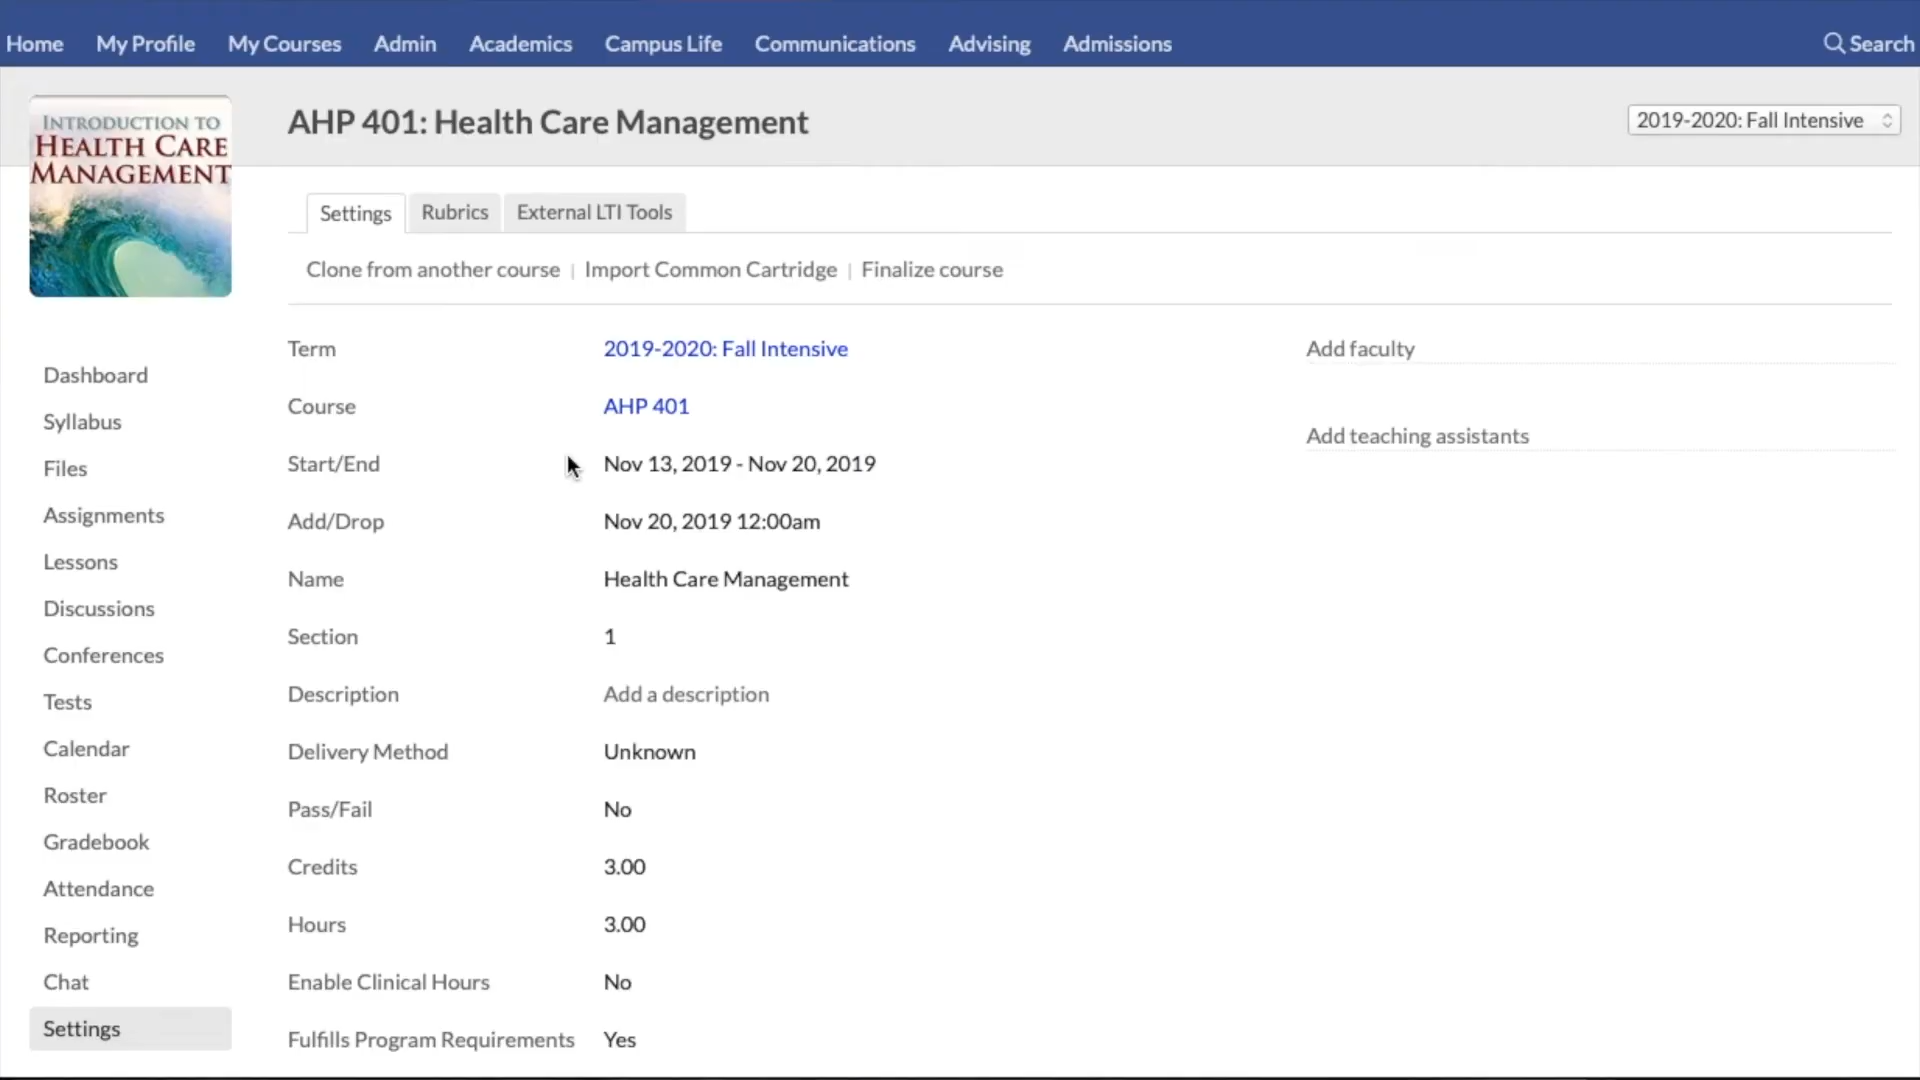 Home My Profile My Courses Admin Academics Campus Life Communications Advising Admissions Search
INTRODUCTION TO
HEALTH CARE
MANAGEMENT
AHP 401: Health Care Management
2019-2020: Fall Intensive
Settings Rubrics External LTI Tools
Clone from another course | Import Common Cartridge | Finalize course
Dashboard
Syllabus
Files
Assignments
Lessons
Discussions
Conferences
Tests
Calendar
Roster
Gradebook
Attendance
Reporting
Chat
Settings
Term 2019-2020: Fall Intensive
Course AHP 401
Start/End Nov 13, 2019 - Nov 20, 2019
Add/Drop Nov 20, 2019 12:00am
Name Health Care Management
Section 1
Description Add a description
Delivery Method Unknown
Pass/Fail No
Credits 3.00
Hours 3.00
Enable Clinical Hours No
Fulfills Program Requirements Yes
Add faculty
Add teaching assistants